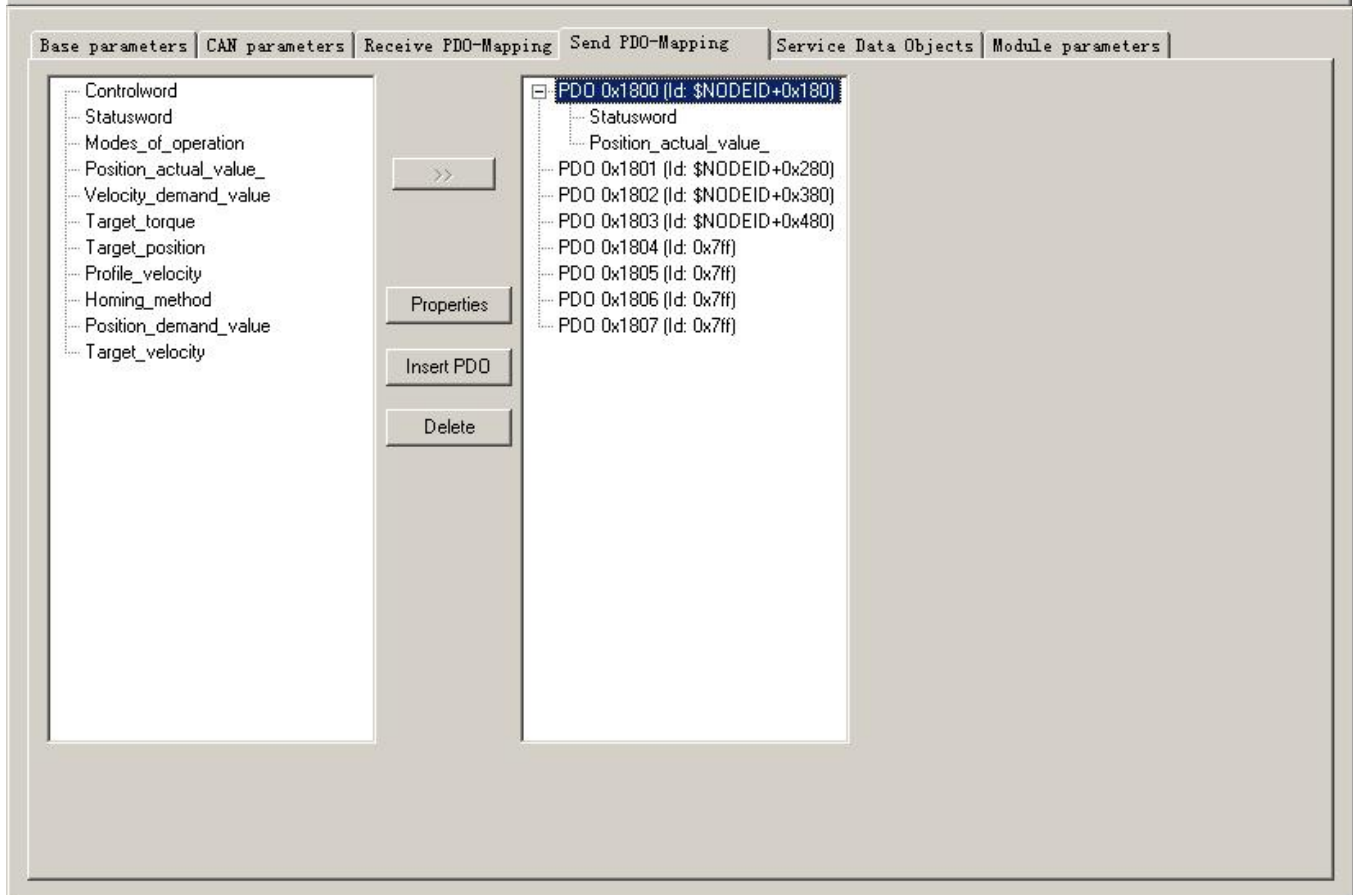 Base parameters CAN parameters Receive PDO-Mapping Send PDO-Mapping Service Data Objects Module parameters
Controlword
Statusword
Modes_of_operation
Position_actual_value_
Velocity_demand_value
Target_torque
Target_position
Profile_velocity
Homing_method
Position_demand_value
Target_velocity
>>
Properties
Insert PDO
Delete
PDO 0x1800 (Id: $NODEID+0x180)
Statusword
Position_actual_value_
PDO 0x1801 (Id: $NODEID+0x280)
PDO 0x1802 (Id: $NODEID+0x380)
PDO 0x1803 (Id: $NODEID+0x480)
PDO 0x1804 (Id: 0x7ff)
PDO 0x1805 (Id: 0x7ff)
PDO 0x1806 (Id: 0x7ff)
PDO 0x1807 (Id: 0x7ff)